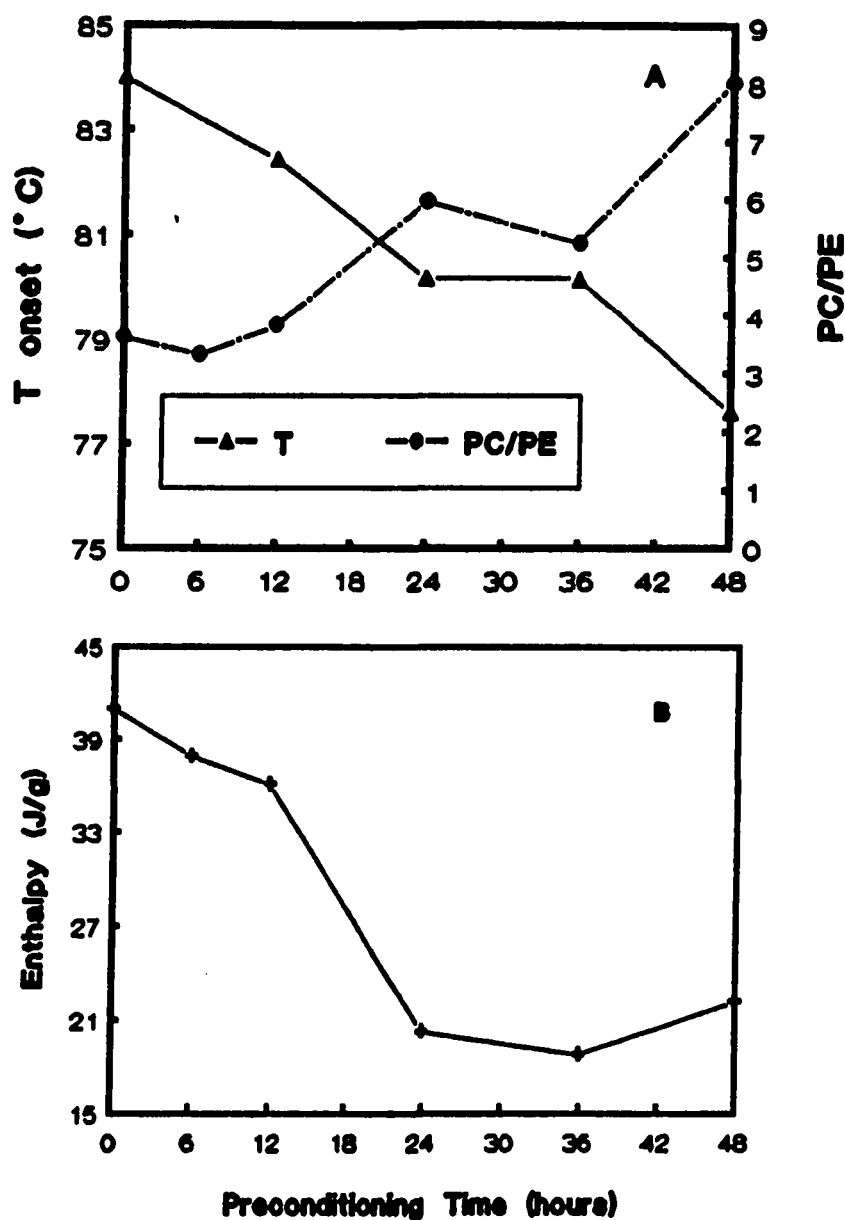 A
85
83
81
79
77
75
T onset (°C)
9
8
7
6
5
4
3
2
1
0
PC/PE
T PC/PE
0 6 12 18 24 30 36 42 48
B
45
39
33
27
21
15
Enthalpy (J/g)
0 6 12 18 24 30 36 42 48
Preconditioning Time (hours)